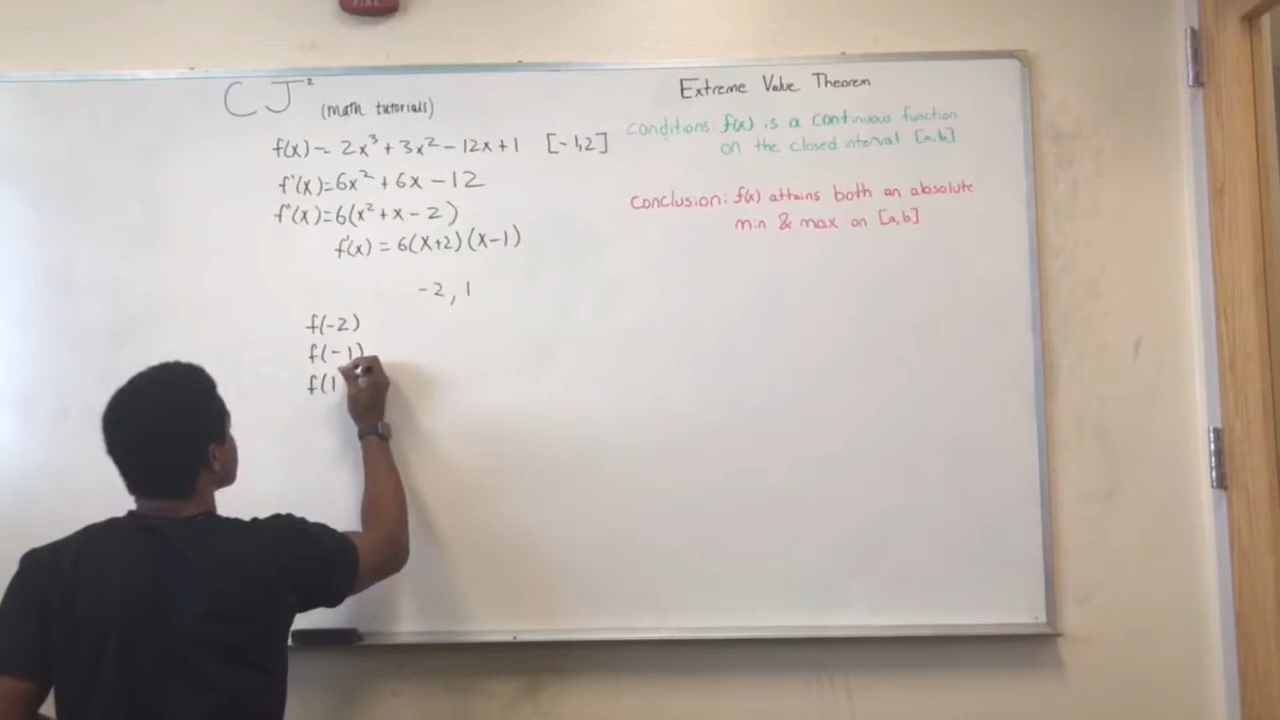 CJ² (math tutorials)
f(x) = 2x³ + 3x² - 12x + 1 [-1,2]
f'(x) = 6x² + 6x - 12
f'(x) = 6(x² + x - 2)
f'(x) = 6(x+2)(x-1)
-2, 1
f(-2)
f(-1)
f(1
Extreme Value Theorem
Conditions: f(x) is a continuous function
on the closed interval [a,b]
Conclusion: f(x) attains both an absolute
min & max on [a,b]